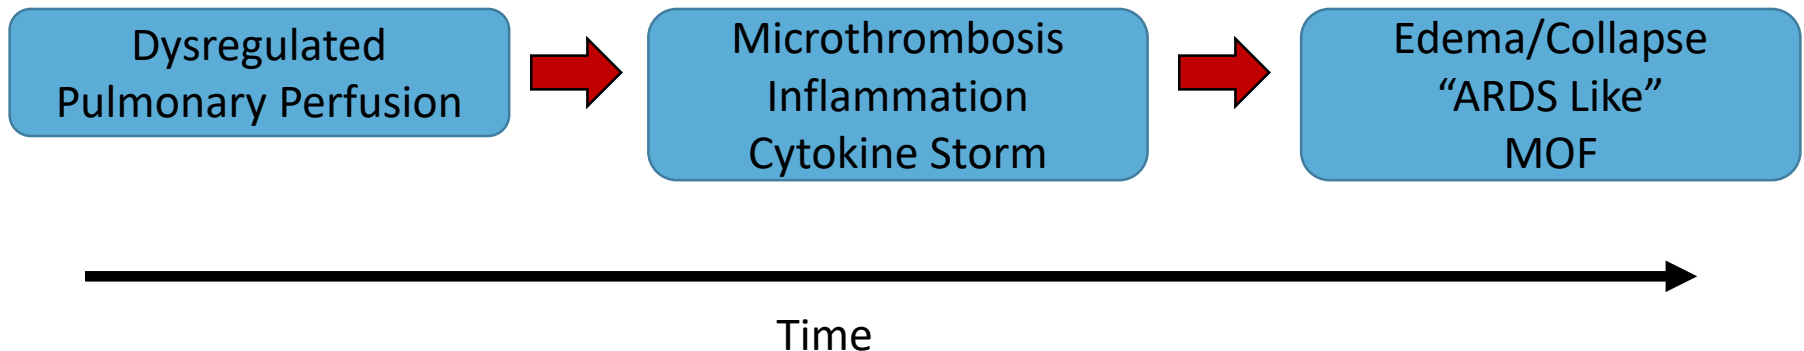 Dysregulated
Pulmonary Perfusion
Microthrombosis
Inflammation
Cytokine Storm
Edema/Collapse
“ARDS Like”
MOF
Time